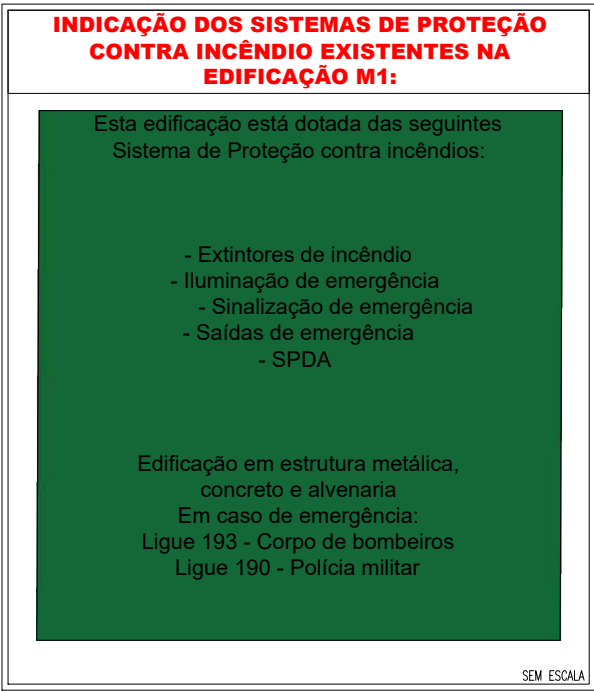 INDICAÇÃO DOS SISTEMAS DE PROTEÇÃO
CONTRA INCÊNDIO EXISTENTES NA
EDIFICAÇÃO M1:
Esta edificação está dotada das seguintes
Sistema de Proteção contra incêndios:
- Extintores de incêndio
- Iluminação de emergência
- Sinalização de emergência
- Saídas de emergência
- SPDA
Edificação em estrutura metálica,
concreto e alvenaria
Em caso de emergência:
Ligue 193 - Corpo de bombeiros
Ligue 190 - Polícia militar
SEM ESCALA